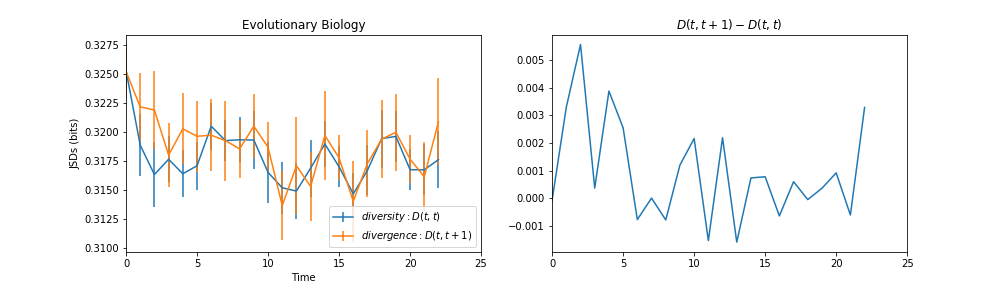 Evolutionary Biology
JSDs (bits)
0.3275
0.3250
0.3225
0.3200
0.3175
0.3150
0.3125
0.3100
diversity : D(t, t)
divergence : D(t, t + 1)
0 5 10 15 20 25
Time
D(t, t + 1) − D(t, t)
0.005
0.004
0.003
0.002
0.001
0.000
−0.001
0 5 10 15 20 25